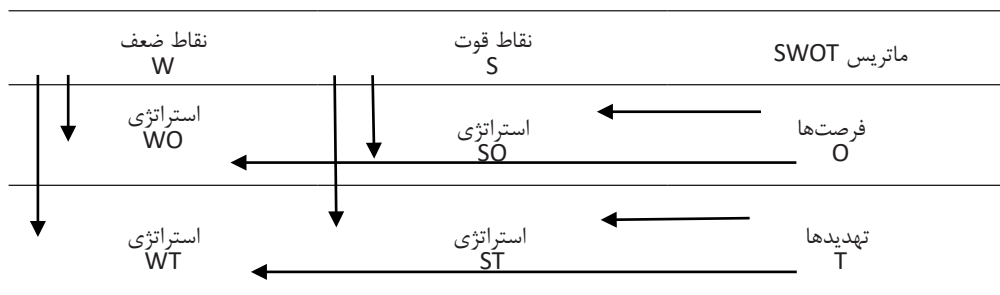 ماتریس SWOT
نقاط قوت
S
نقاط ضعف
W
فرصت‌ها
O
استراتژی
SO
استراتژی
WO
تهدیدها
T
استراتژی
ST
استراتژی
WT